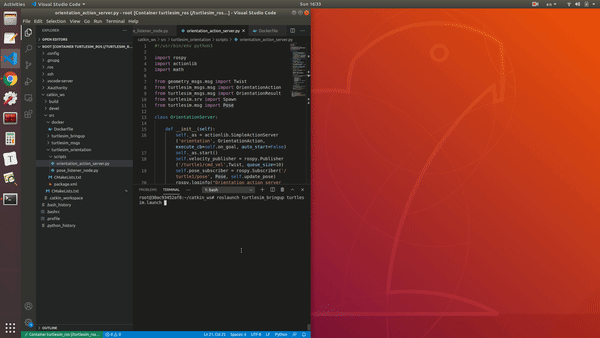 Activities
Visual Studio Code
Sun 16:33
en
orientation_action_server.py - root [Container turtlesim_ros [/turtlesim_ros...] - Visual Studio Code
File Edit Selection View Go Run Terminal Help
EXPLORER
OPEN EDITORS
ROOT [CONTAINER TURTLESIM_ROS [/TURTLESIM_ROS]...
.config
.gnupg
.ros
.ssh
.vscode-server
.Xauthority
catkin_ws
build
devel
src
docker
Dockerfile
turtlesim_bringup
turtlesim_msgs
turtlesim_orientation
scripts
orientation_action_server.py
pose_listener_node.py
CMakeLists.txt
package.xml
CMakeLists.txt
.catkin_workspace
.bash_history
.bashrc
.profile
.python_history
OUTLINE
_listener_node.py
orientation_action_server.py
Dockerfile
catkin_ws > src > turtlesim_orientation > scripts > orientation_action_server.py
#!/usr/bin/env python3
import rospy
import actionlib
import math
from geometry_msgs.msg import Twist
from turtlesim_msgs.msg import OrientationAction
from turtlesim_msgs.msg import OrientationResult
from turtlesim.srv import Spawn
from turtlesim.msg import Pose
class OrientationServer:
def __init__(self):
self._as = actionlib.SimpleActionServer
('orientation', OrientationAction,
execute_cb=self.on_goal, auto_start=False)
self._as.start()
self.velocity_publisher = rospy.Publisher
('/turtle1/cmd_vel',Twist, queue_size=10)
self.pose_subscriber = rospy.Subscriber('/
turtle1/pose', Pose, self.update_pose)
rospy.loginfo("Orientation action server
PROBLEMS
TERMINAL
...
1: bash
:~/catkin_ws# roslaunch turtlesim_bringup turtles
im.launch
Container turtlesim_ros [/turtlesim_ros...
0
0
Ln 21, Col 25
Spaces: 4
UTF-8
LF
Python